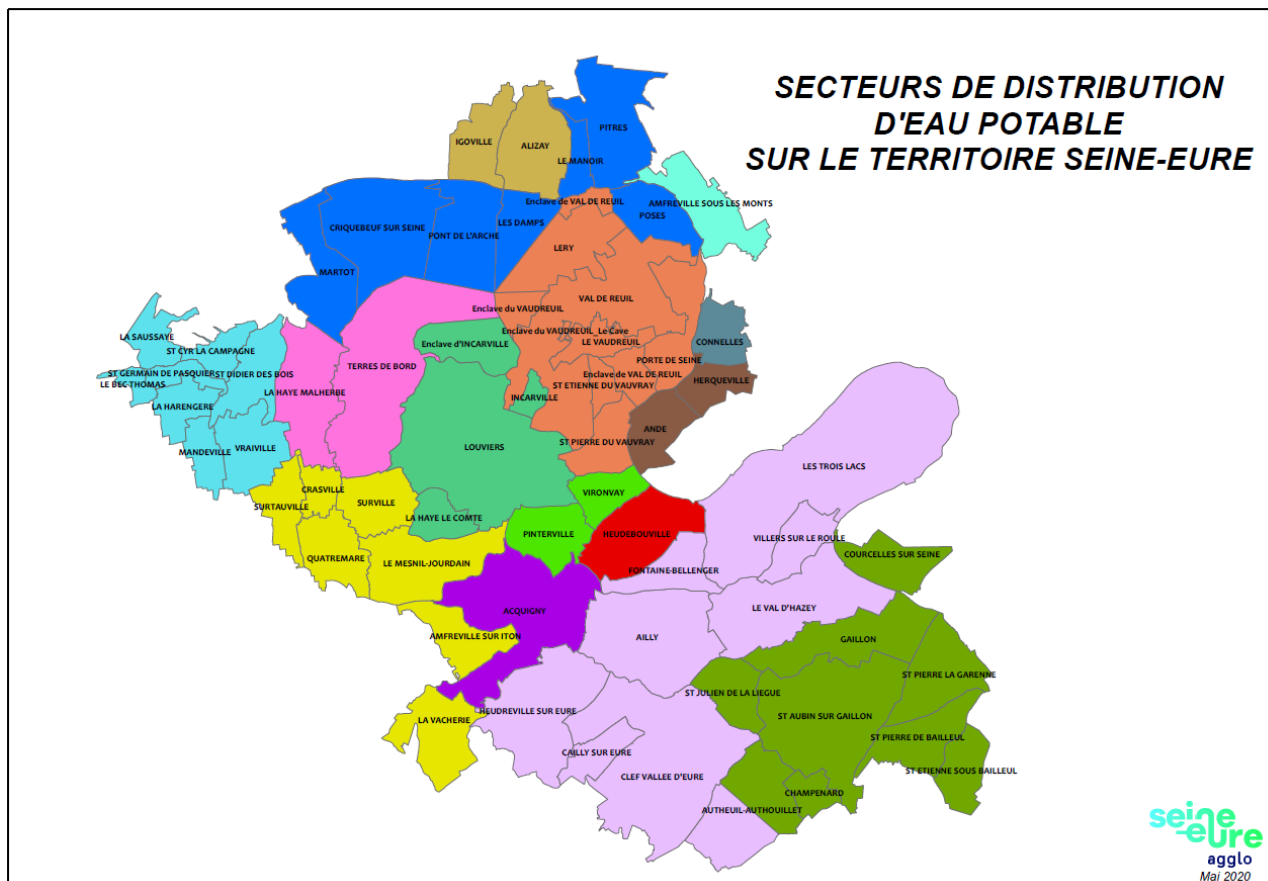 SECTEURS DE DISTRIBUTION
D'EAU POTABLE
SUR LE TERRITOIRE SEINE-EURE
PITRES
IGOVILLE
ALIZAY
LE MANOIR
Enclave de VAL DE REUIL
AMFREVILLE SOUS LES MONTS
POSES
LES DAMPS
CRIQUEBEUF SUR SEINE
PONT DE L'ARCHE
LERY
MARTOT
VAL DE REUIL
Enclave du VAUDREUIL
Enclave du VAUDREUIL_Le Cave
LE VAUDREUIL
CONNELLES
LA SAUSSAYE
ST CYR LA CAMPAGNE
Enclave d'INCARVILLE
PORTE DE SEINE
TERRES DE BORD
ST GERMAIN DE PASQUIER
ST DIDIER DES BOIS
Enclave de VAL DE REUIL
HERQUEVILLE
LE BEC THOMAS
ST ETIENNE DU VAUVRAY
LA HAYE MALHERBE
INCARVILLE
LA HARENGERE
ANDE
ST PIERRE DU VAUVRAY
LOUVIERS
VRAIVILLE
MANDEVILLE
LES TROIS LACS
CRASVILLE
VIRONVAY
SURTAUVILLE
SURVILLE
LA HAYE LE COMTE
PINTERVILLE
HEUDEBOUVILLE
VILLERS SUR LE ROULE
COURCELLES SUR SEINE
QUATREMARE
LE MESNIL-JOURDAIN
FONTAINE-BELLENGER
ACQUIGNY
LE VAL D'HAZEY
AMFREVILLE SUR ITON
AILLY
GAILLON
ST PIERRE LA GARENNE
ST JULIEN DE LA LIEGUE
HEUDREVILLE SUR EURE
ST AUBIN SUR GAILLON
LA VACHERIE
ST PIERRE DE BAILLEUL
CAILLY SUR EURE
ST ETIENNE SOUS BAILLEUL
CLEF VALLEE D'EURE
CHAMPENARD
AUTHEUIL-AUTHOUILLET
seine
-eure
agglo
Mai 2020